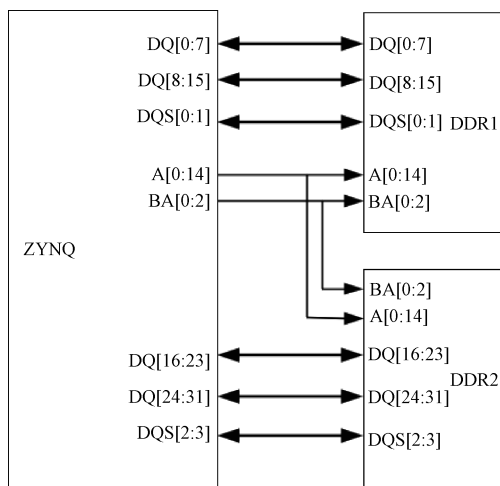 DQ[0:7] DQ[0:7]
DQ[8:15] DQ[8:15]
DQS[0:1] DQS[0:1] DDR1
A[0:14] A[0:14]
BA[0:2] BA[0:2]
ZYNQ
BA[0:2]
A[0:14]
DQ[16:23] DQ[16:23]
DDR2
DQ[24:31] DQ[24:31]
DQS[2:3] DQS[2:3]